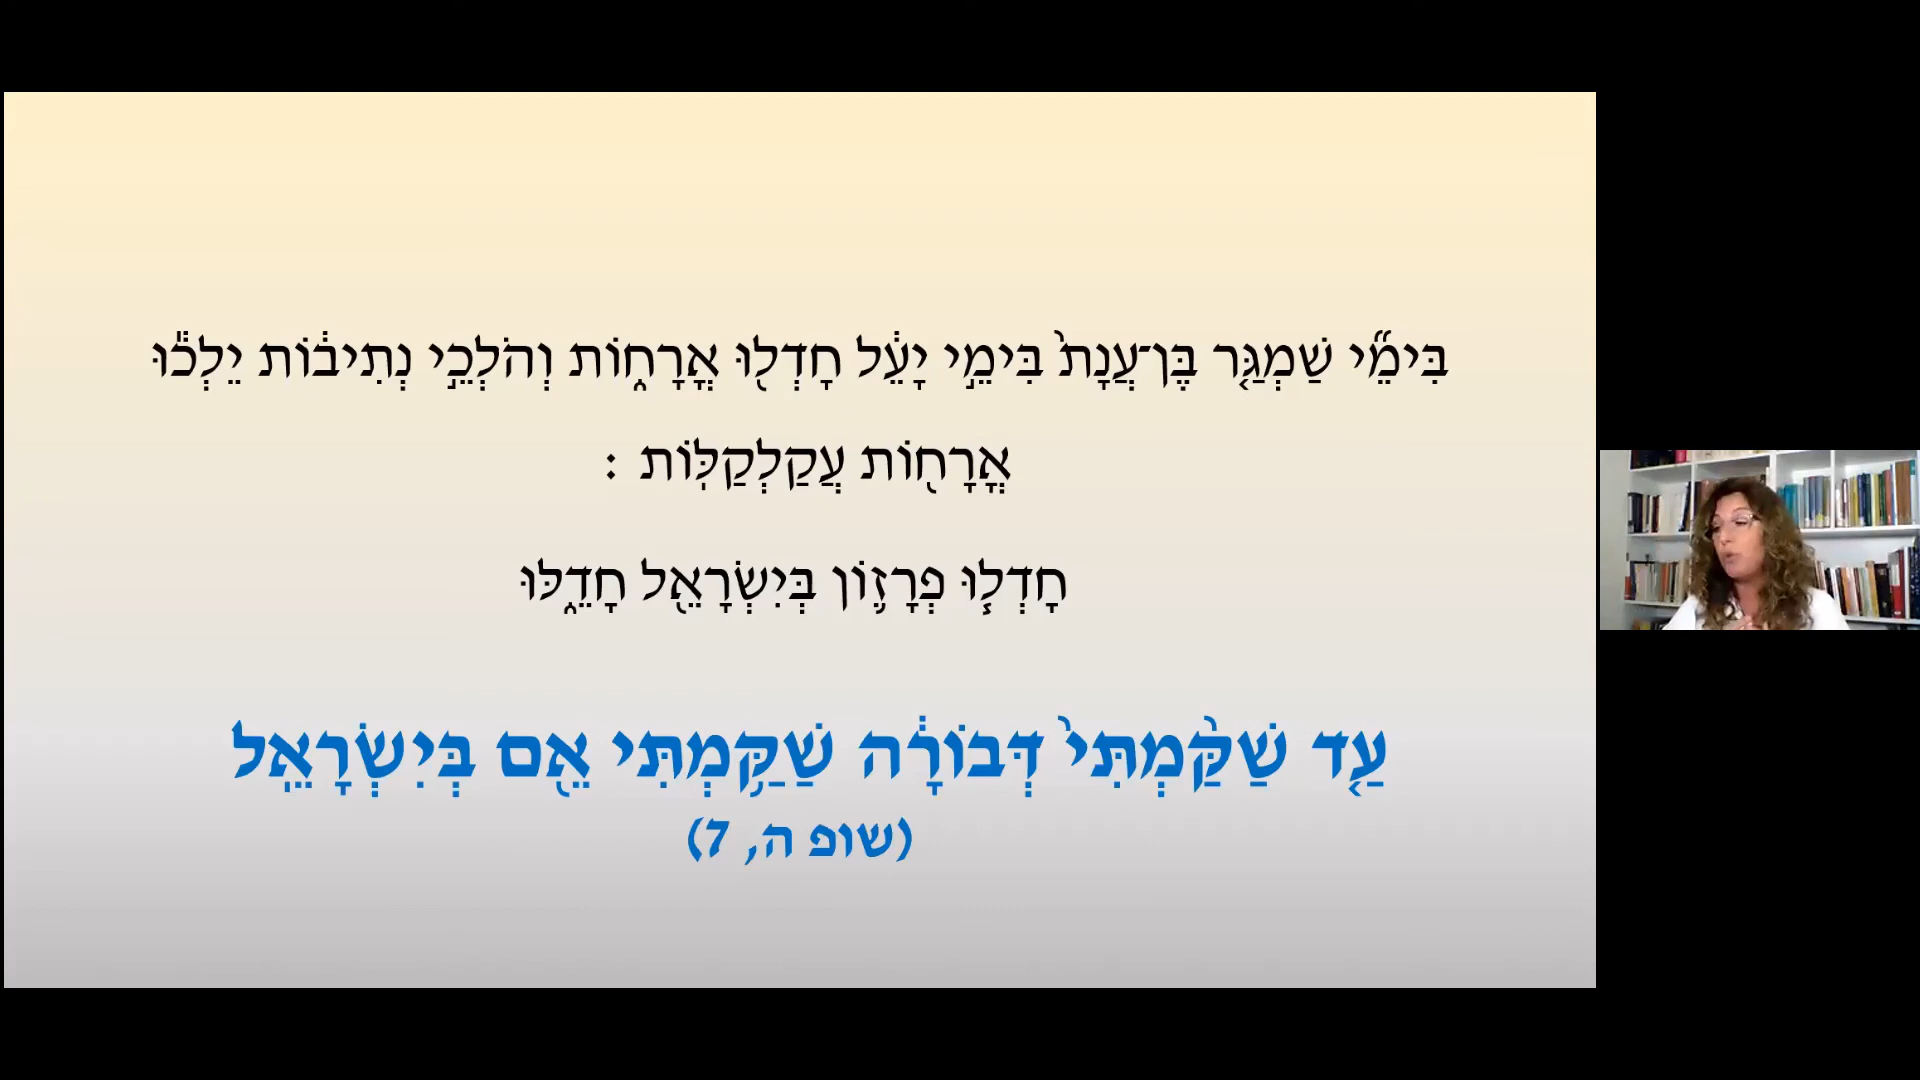 בִּימֵ֞י שַׁמְגַּ֤ר בֶּן־עֲנָת֙ בִּימֵ֣י יָעֵ֔ל חָדְל֖וּ אֳרָח֑וֹת וְהֹלְכֵ֣י נְתִיב֔וֹת יֵלְכ֕וּ
אֳרָח֖וֹת עֲקַלְקַלּֽוֹת ׃
חָדְל֧וּ פְרָז֛וֹן בְּיִשְׂרָאֵ֖ל חָדֵ֑לּוּ
עַ֤ד שַׁקַּ֙מְתִּי֙ דְּבוֹרָ֔ה שַׁקַּ֥מְתִּי אֵ֖ם בְּיִשְׂרָאֵֽל
(שופ ה, 7)